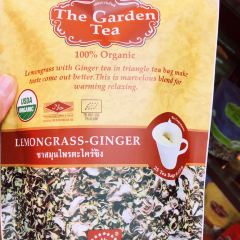 The Garden
Tea
100% Organic
Lemongrass with Ginger tea in triangle tea bag make
taste come out better. This is marvelous blend for
warming relaxing.
USDA
ORGANIC
LEMONGRASS-GINGER
ชาสมุนไพรตะไคร้ขิง